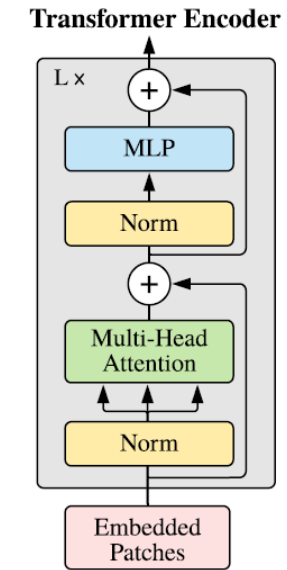 Transformer Encoder
L ×
+
MLP
Norm
+
Multi-Head
Attention
Norm
Embedded
Patches